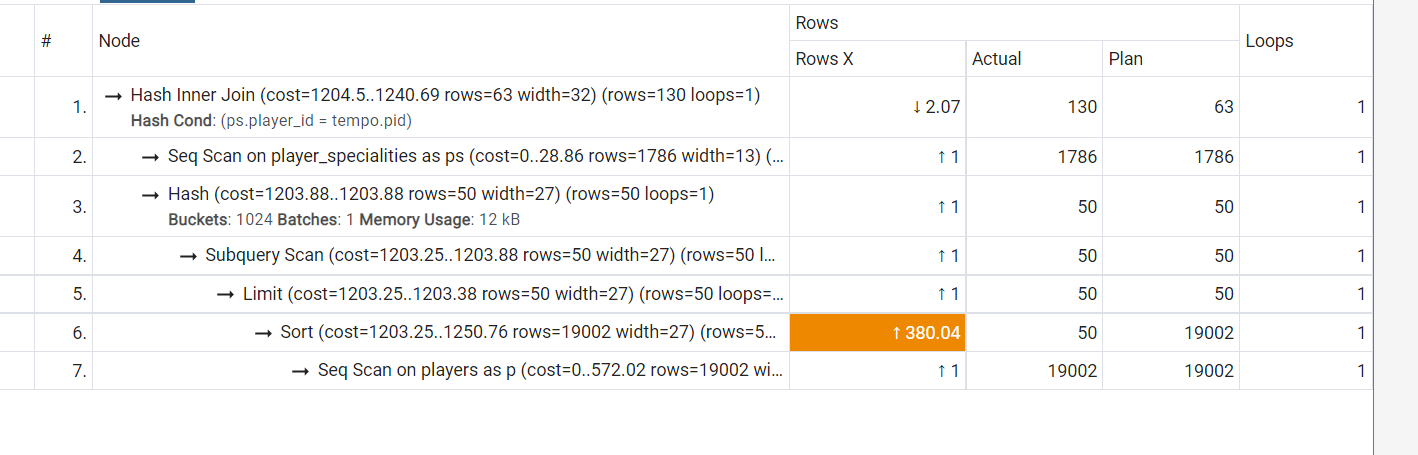 Rows
# Node Loops
Rows X Actual Plan
1. → Hash Inner Join (cost=1204.5..1240.69 rows=63 width=32) (rows=130 loops=1) ↓ 2.07 130 63 1
Hash Cond: (ps.player_id = tempo.pid)
2. → Seq Scan on player_specialities as ps (cost=0..28.86 rows=1786 width=13) (... ↑ 1 1786 1786 1
3. → Hash (cost=1203.88..1203.88 rows=50 width=27) (rows=50 loops=1) ↑ 1 50 50 1
Buckets: 1024 Batches: 1 Memory Usage: 12 kB
4. → Subquery Scan (cost=1203.25..1203.88 rows=50 width=27) (rows=50 l... ↑ 1 50 50 1
5. → Limit (cost=1203.25..1203.38 rows=50 width=27) (rows=50 loops=... ↑ 1 50 50 1
6. → Sort (cost=1203.25..1250.76 rows=19002 width=27) (rows=5... ↑ 380.04 50 19002 1
7. → Seq Scan on players as p (cost=0..572.02 rows=19002 wi... ↑ 1 19002 19002 1